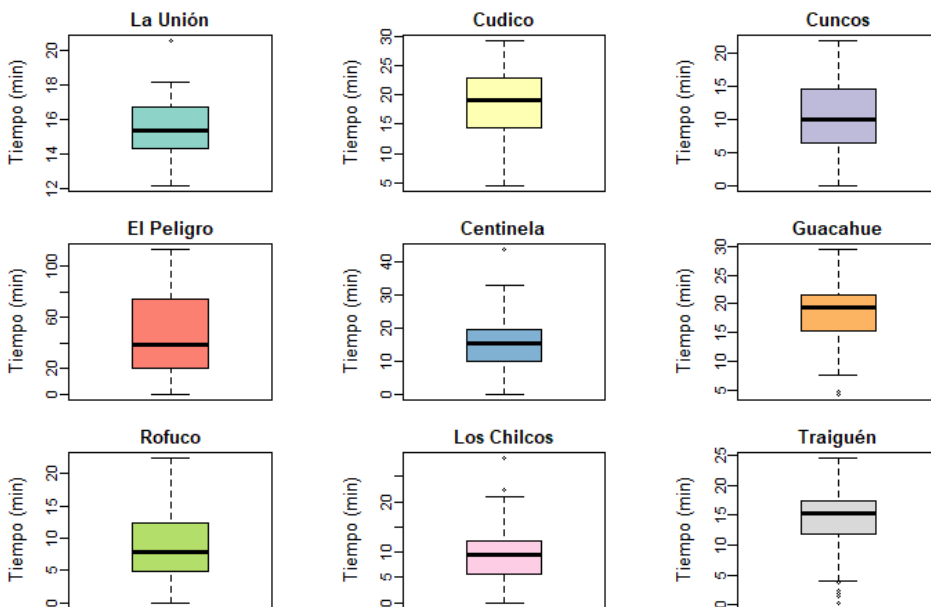 La Unión
Tiempo (min)
20
18
16
14
12
Cudico
Tiempo (min)
30
25
20
15
5
Cuncos
Tiempo (min)
20
15
10
5
0
El Peligro
Tiempo (min)
100
60
20
0
Centinela
Tiempo (min)
40
30
20
10
0
Guacahue
Tiempo (min)
30
25
20
15
10
5
Rofuco
Tiempo (min)
20
15
10
5
0
Los Chilcos
Tiempo (min)
20
10
5
0
Traiguén
Tiempo (min)
25
20
15
10
5
0